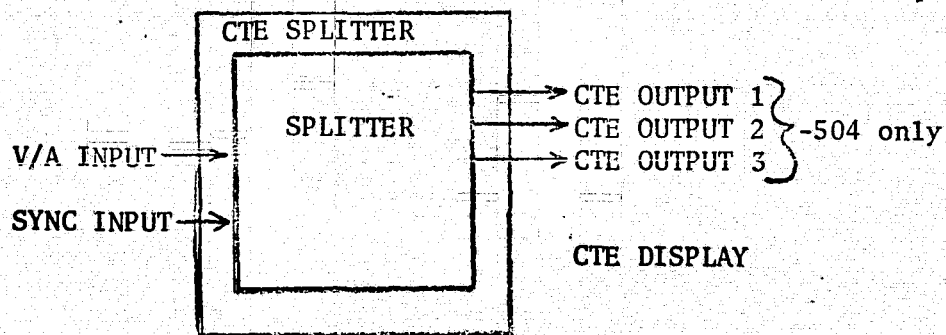 CTE SPLITTER
SPLITTER
V/A INPUT
SYNC INPUT
CTE OUTPUT 1
CTE OUTPUT 2
CTE OUTPUT 3
-504 only
CTE DISPLAY